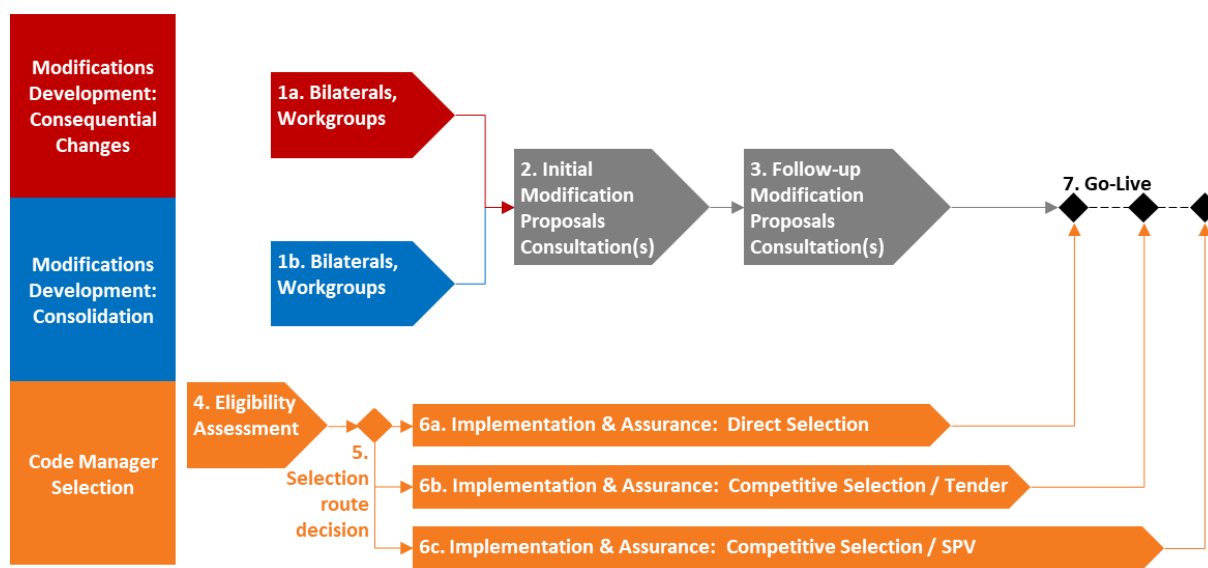 Modifications
Development:
Consequential
Changes
1a. Bilaterals,
Workgroups
2. Initial
Modification
Proposals
Consultation(s)
3. Follow-up
Modification
Proposals
Consultation(s)
7. Go-Live
Modifications
Development:
Consolidation
1b. Bilaterals,
Workgroups
Code Manager
Selection
4. Eligibility
Assessment
5.
Selection
route
decision
6a. Implementation & Assurance: Direct Selection
6b. Implementation & Assurance: Competitive Selection / Tender
6c. Implementation & Assurance: Competitive Selection / SPV